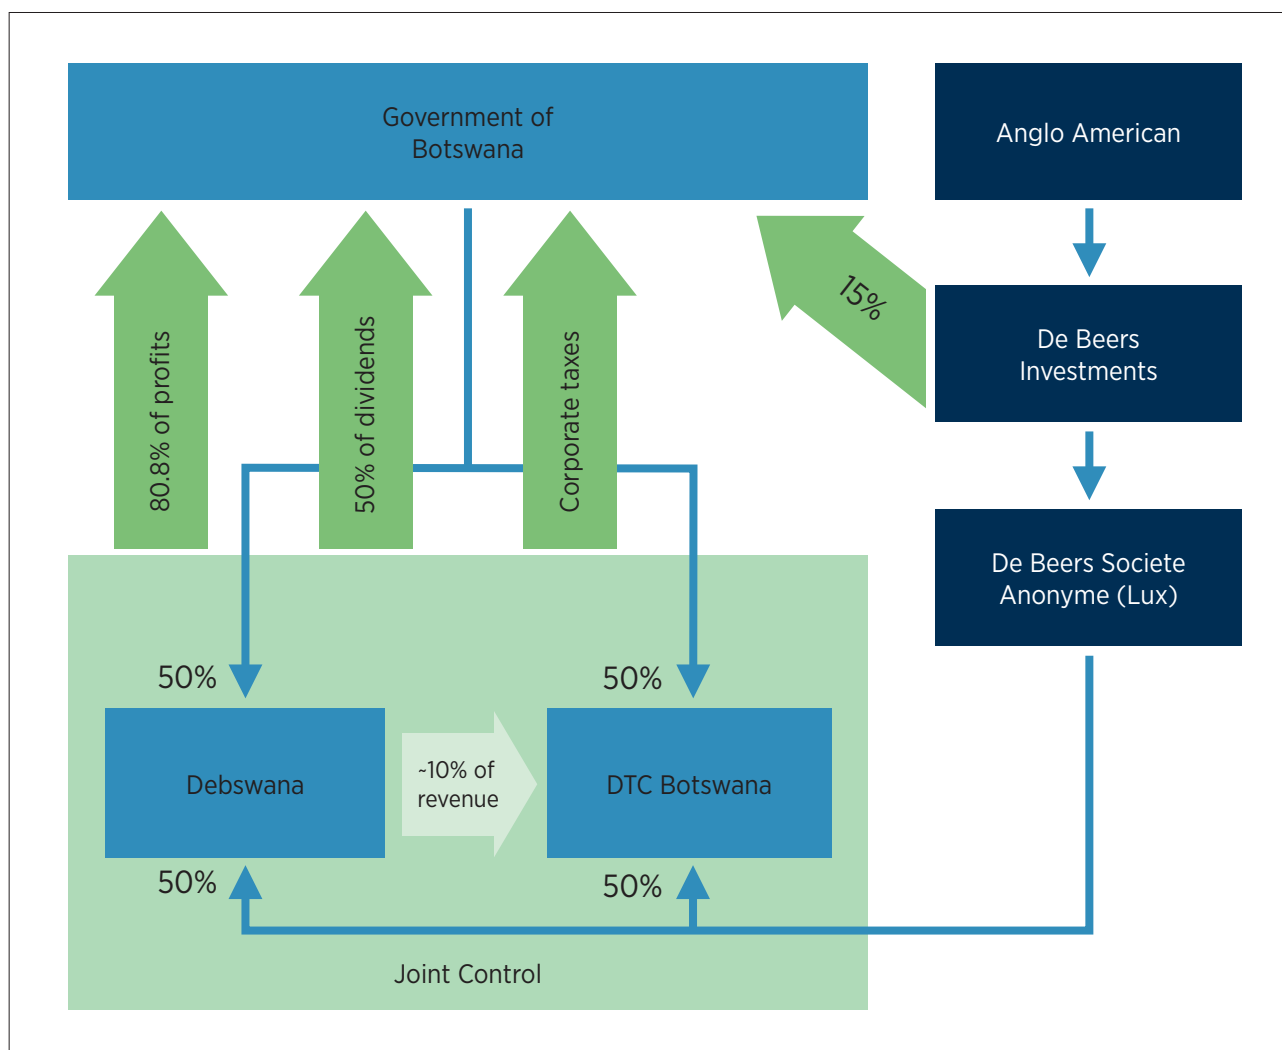 Government of
Botswana
Anglo American
15%
De Beers
Investments
80.8% of profits
50% of dividends
Corporate taxes
De Beers Societe
Anonyme (Lux)
50%
50%
Debswana
~10% of
revenue
DTC Botswana
50%
50%
Joint Control